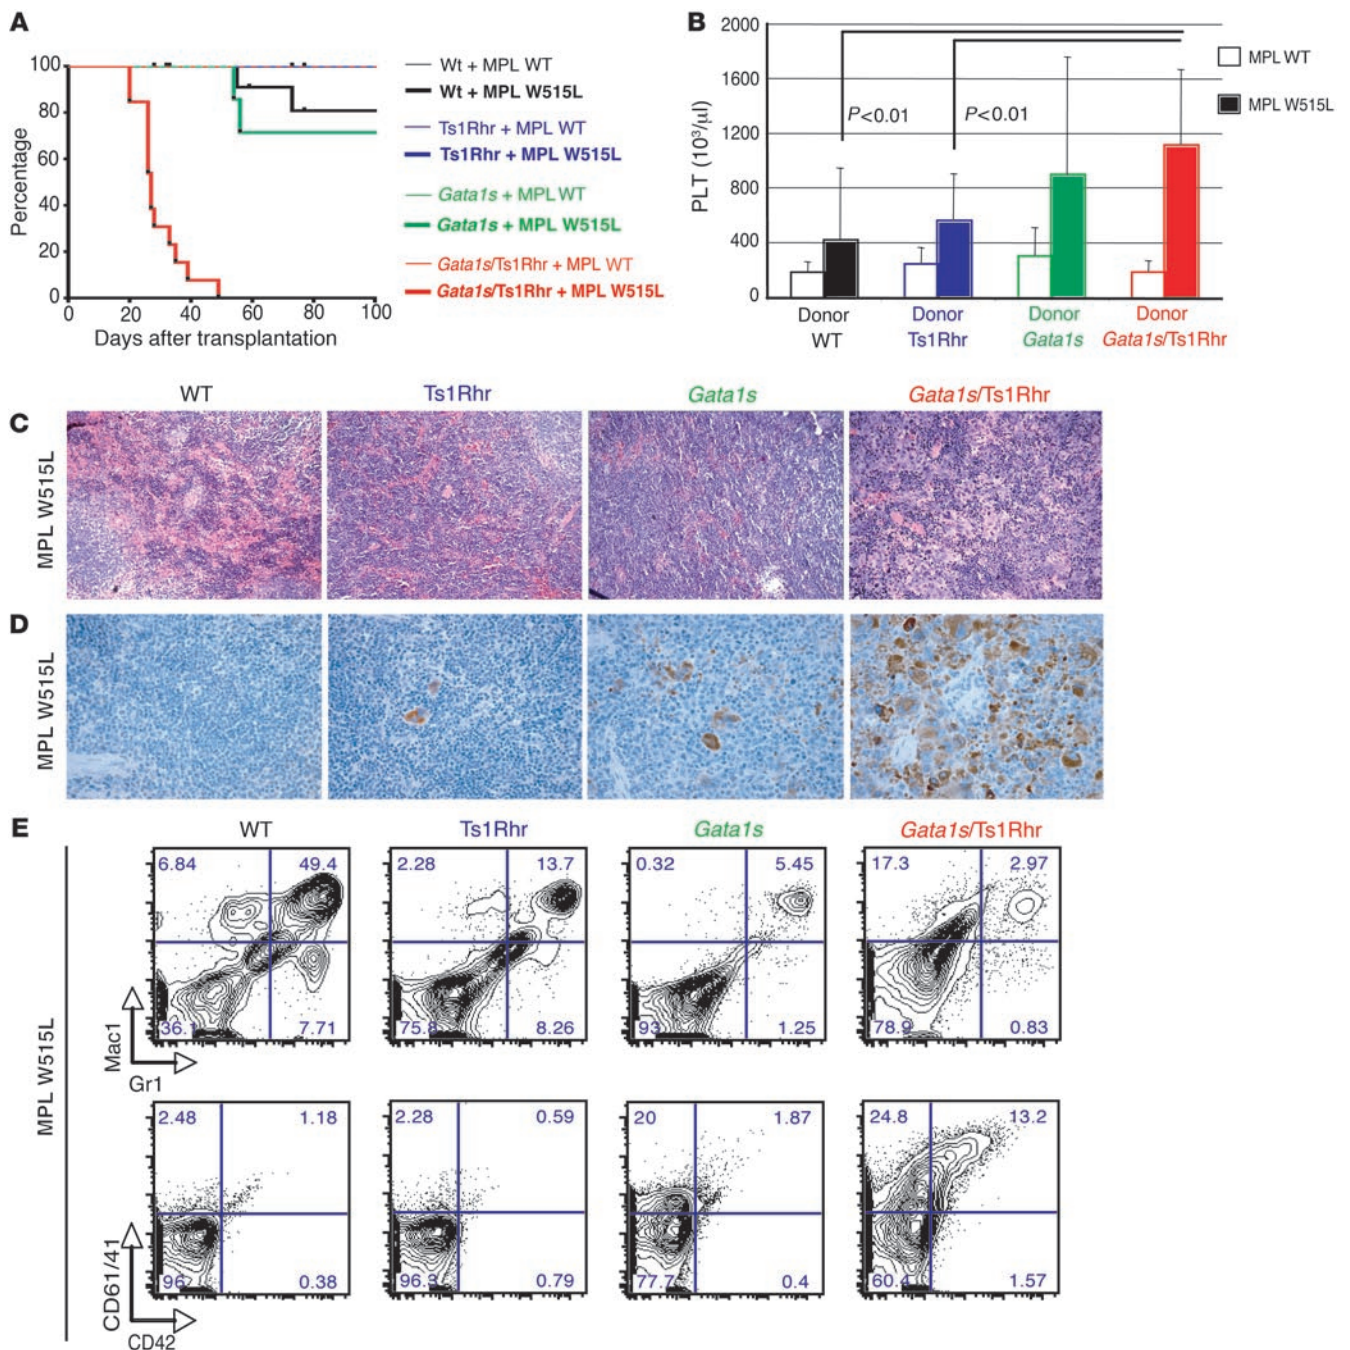 A
100
80
60
40
20
0
Percentage
0 20 40 60 80 100
Days after transplantation
Wt + MPL WT
Wt + MPL W515L
Ts1Rhr + MPL WT
Ts1Rhr + MPL W515L
Gata1s + MPL WT
Gata1s + MPL W515L
Gata1s/Ts1Rhr + MPL WT
Gata1s/Ts1Rhr + MPL W515L
B
2000
1600
1200
800
400
0
PLT (10³/µl)
P<0.01
P<0.01
MPL WT
MPL W515L
Donor Donor Donor Donor
WT Ts1Rhr Gata1s Gata1s/Ts1Rhr
WT Ts1Rhr Gata1s Gata1s/Ts1Rhr
C
MPL W515L
D
MPL W515L
E
WT Ts1Rhr Gata1s Gata1s/Ts1Rhr
MPL W515L
6.84 49.4 2.28 13.7 0.32 5.45 17.3 2.97
36.1 7.71 75.8 8.26 93 1.25 78.9 0.83
Mac1
Gr1
2.48 1.18 2.28 0.59 20 1.87 24.8 13.2
96 0.38 96.3 0.79 77.7 0.4 60.4 1.57
CD61/41
CD42